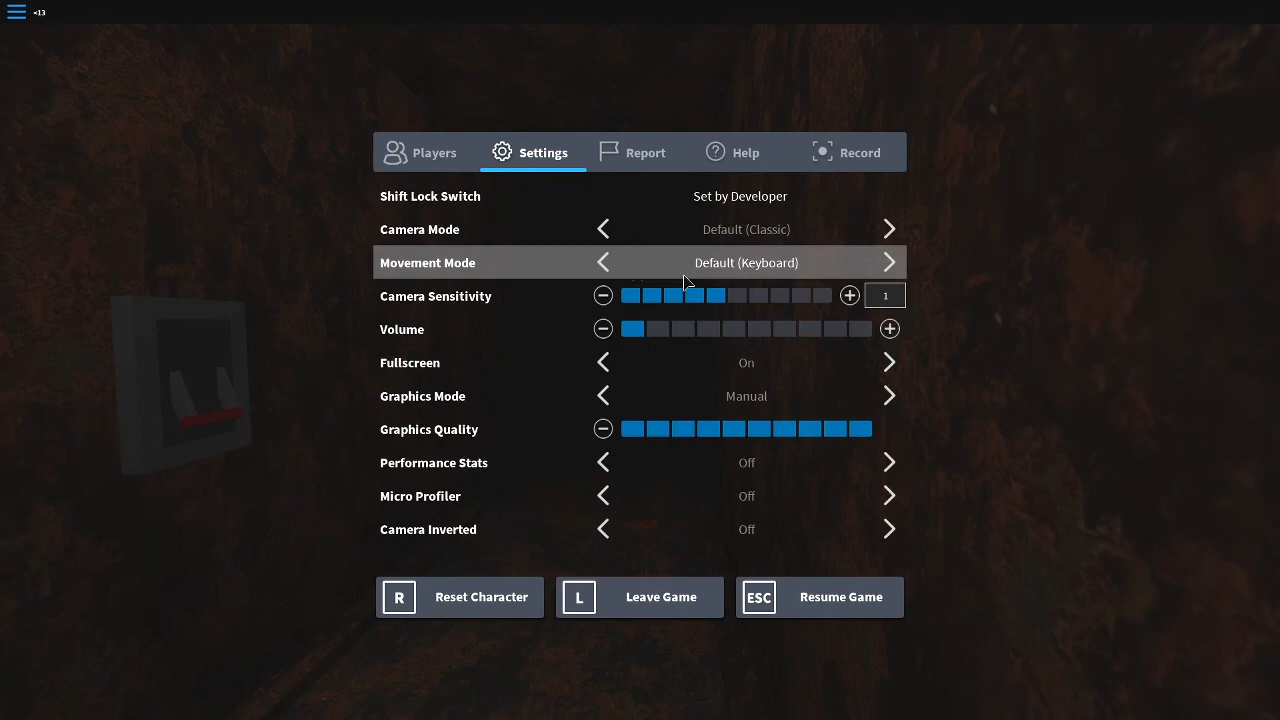 <13
Players Settings Report Help Record
Shift Lock Switch Set by Developer
Camera Mode Default (Classic)
Movement Mode Default (Keyboard)
Camera Sensitivity 1
Volume
Fullscreen On
Graphics Mode Manual
Graphics Quality
Performance Stats Off
Micro Profiler Off
Camera Inverted Off
R Reset Character L Leave Game ESC Resume Game